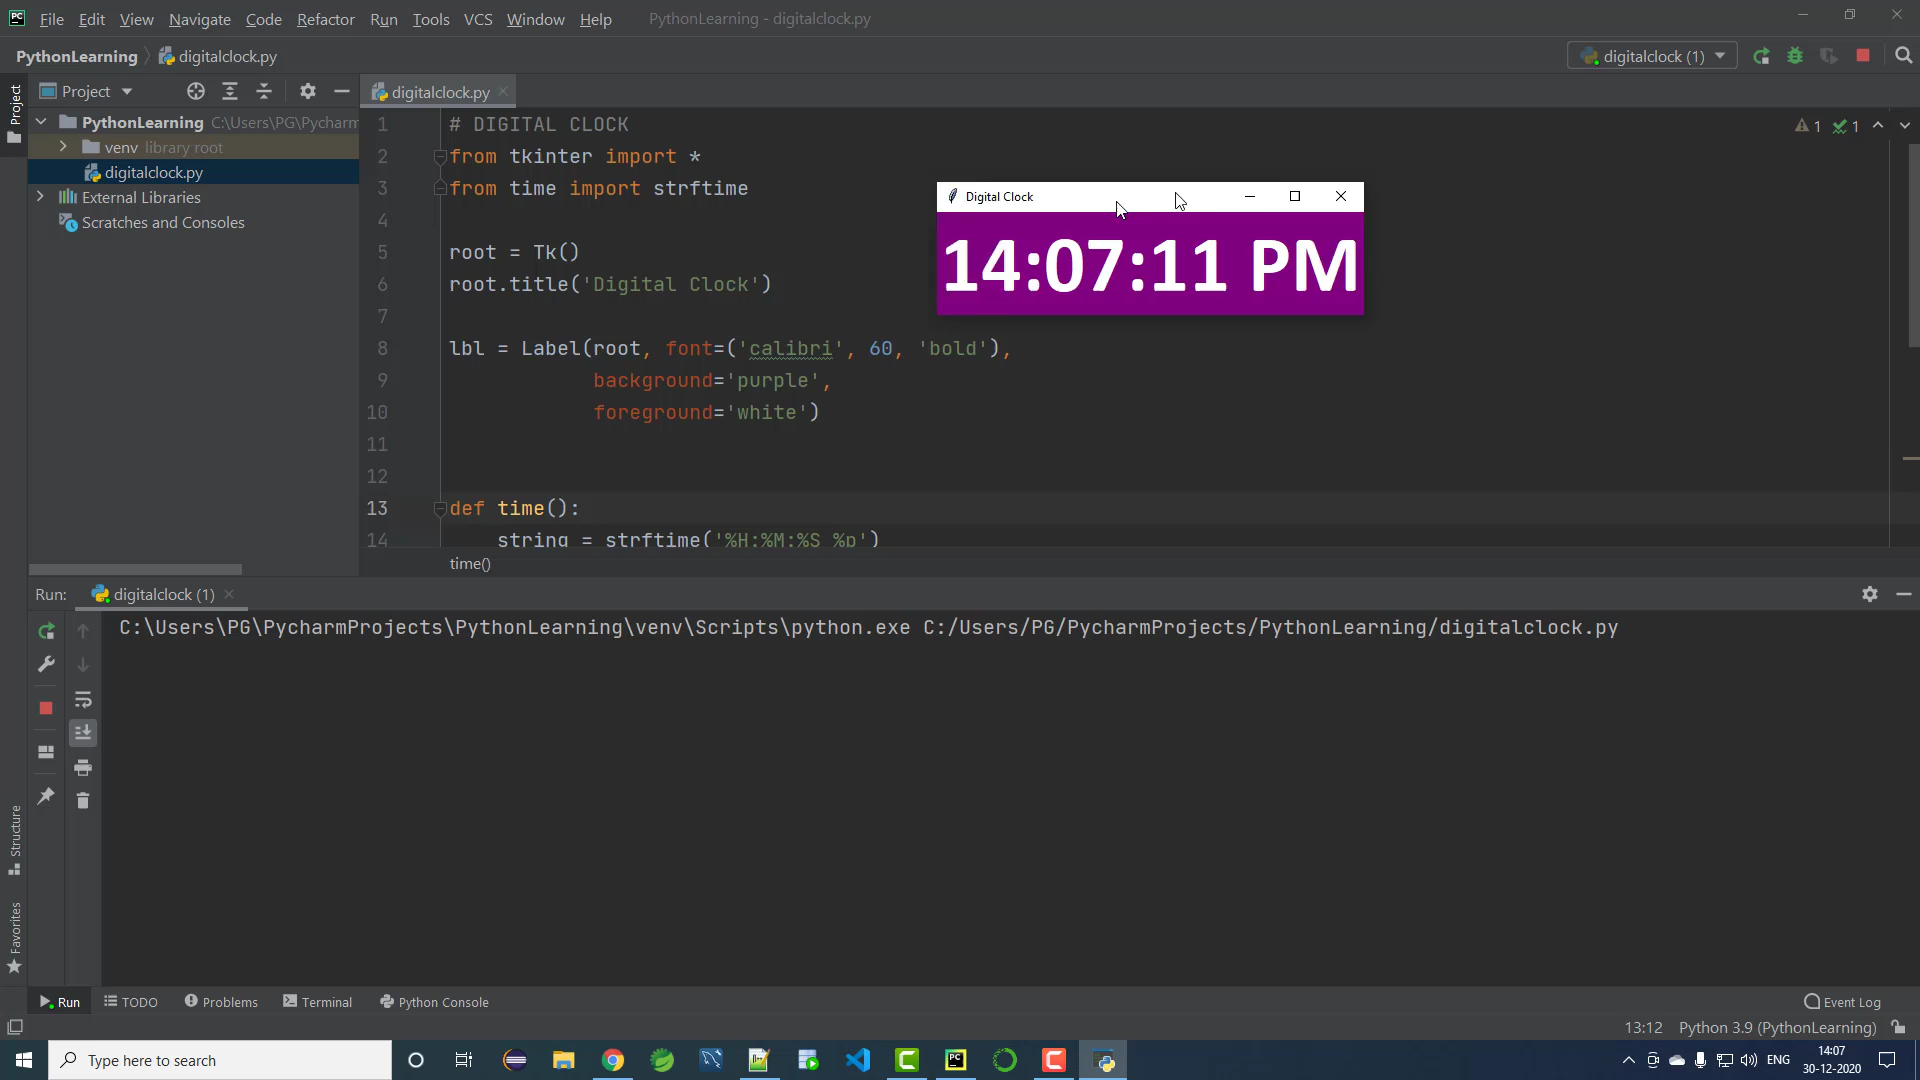 File Edit View Navigate Code Refactor Run Tools VCS Window Help PythonLearning - digitalclock.py
PythonLearning digitalclock.py digitalclock (1)
Project
Project
digitalclock.py
PythonLearning C:\Users\PG\Pycharm
venv library root
digitalclock.py
External Libraries
Scratches and Consoles
1 # DIGITAL CLOCK
2 from tkinter import *
3 from time import strftime
4
5 root = Tk()
6 root.title('Digital Clock')
7
8 lbl = Label(root, font=('calibri', 60, 'bold'),
9 background='purple',
10 foreground='white')
11
12
13 def time():
14 string = strftime('%H:%M:%S %p')
1 1
Digital Clock
14:07:11 PM
time()
Run: digitalclock (1)
C:\Users\PG\PycharmProjects\PythonLearning\venv\Scripts\python.exe C:/Users/PG/PycharmProjects/PythonLearning/digitalclock.py
Structure
Favorites
Run TODO Problems Terminal Python Console Event Log
13:12 Python 3.9 (PythonLearning)
Type here to search
ENG
14:07
30-12-2020